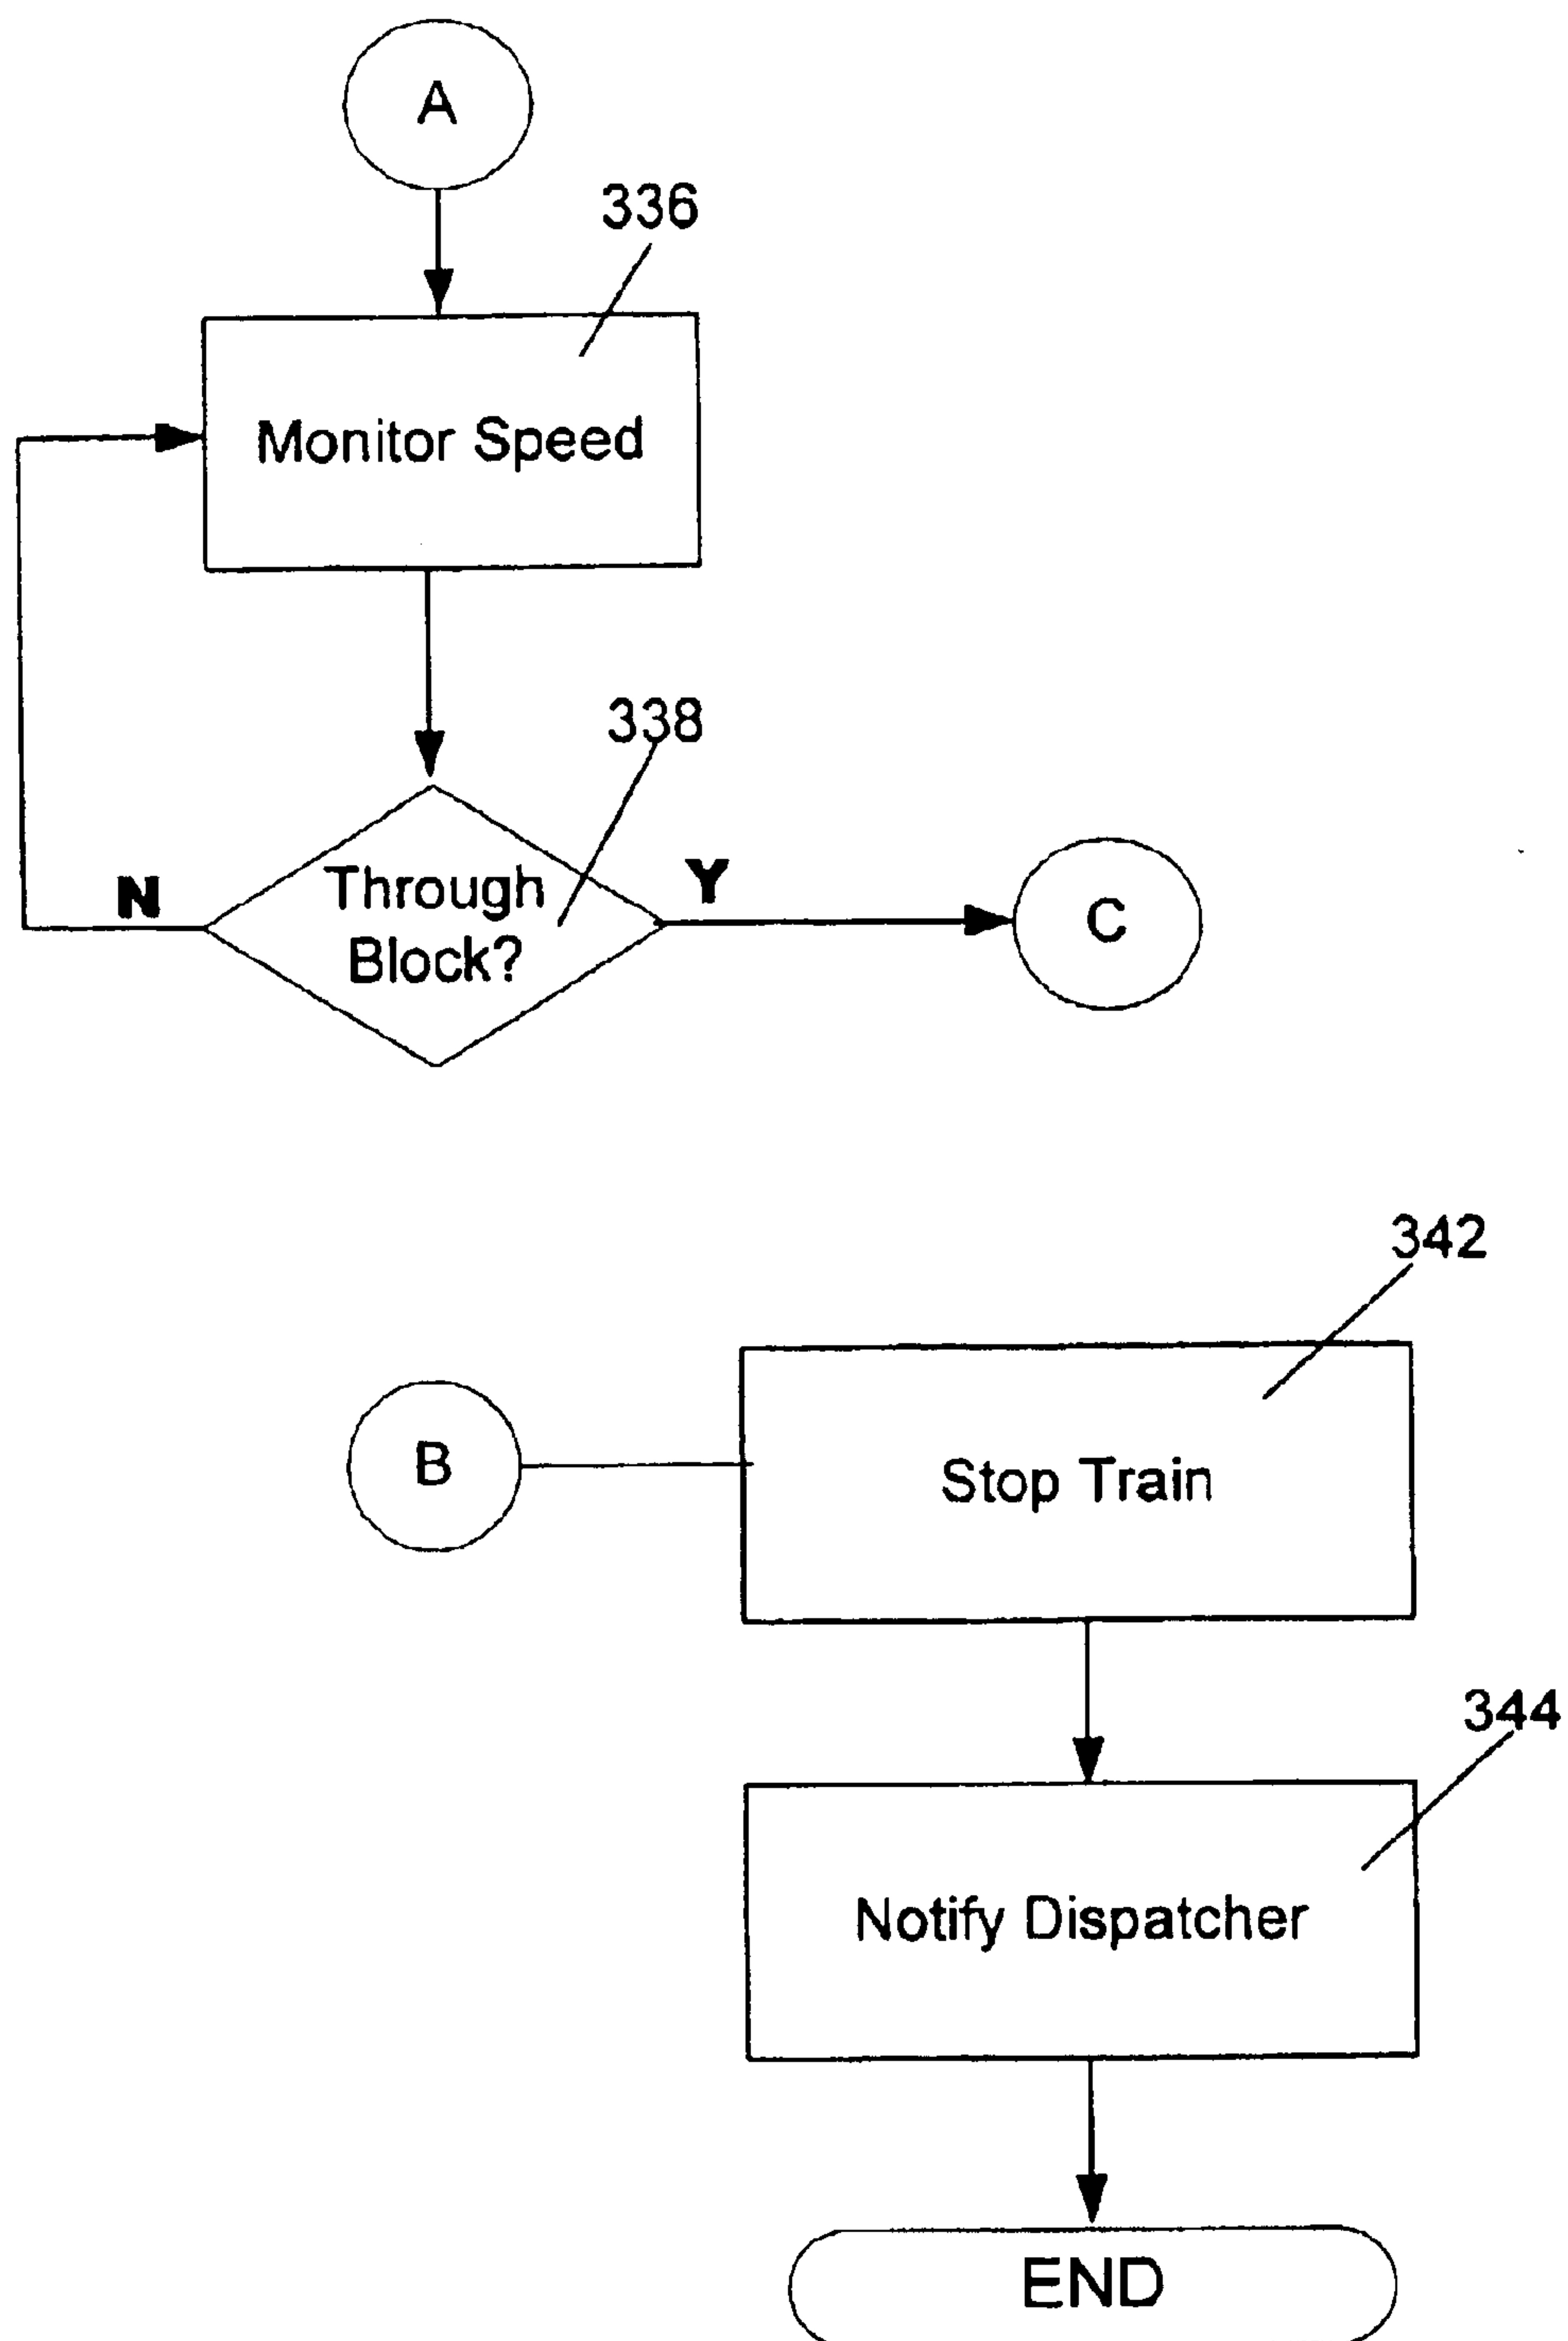 A
336
Monitor Speed
338
Through
Block?
N
Y
C
342
B
Stop Train
344
Notify Dispatcher
END